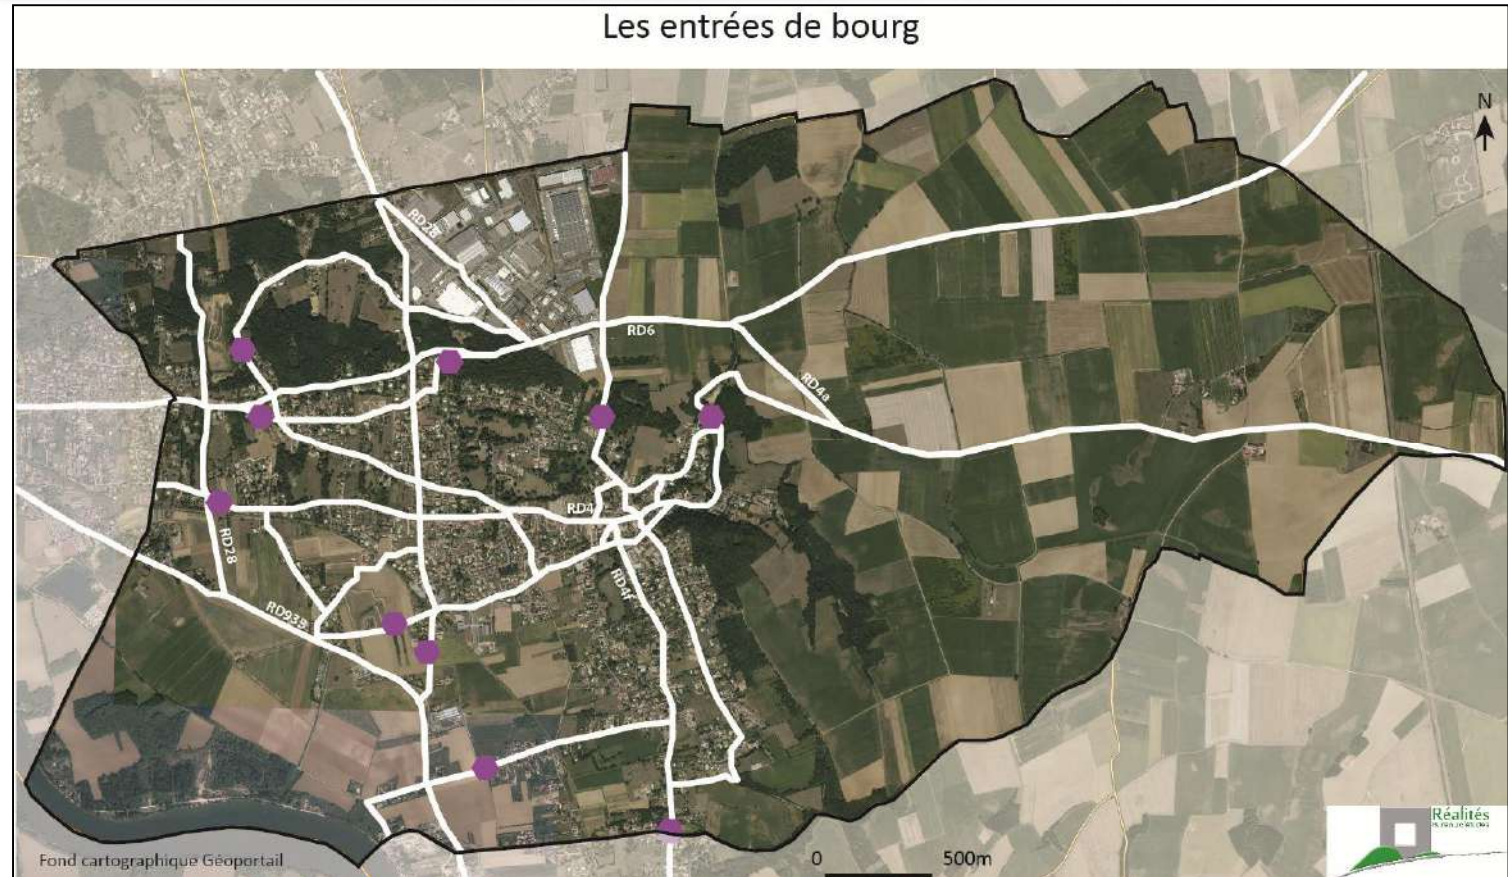 Les entrées de bourg
N
RD28
RD6
RD4a
RD4
RD28
RD933
RD4f
Réalités
Fond cartographique Géoportail
0 500m